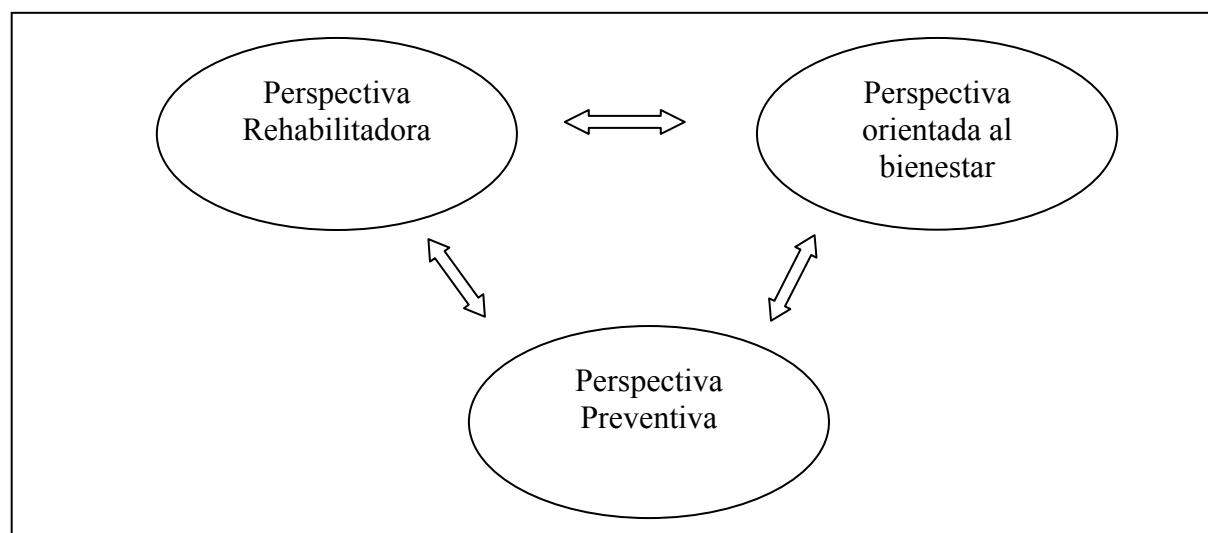 Perspectiva
Rehabilitadora
Perspectiva
orientada al
bienestar
Perspectiva
Preventiva